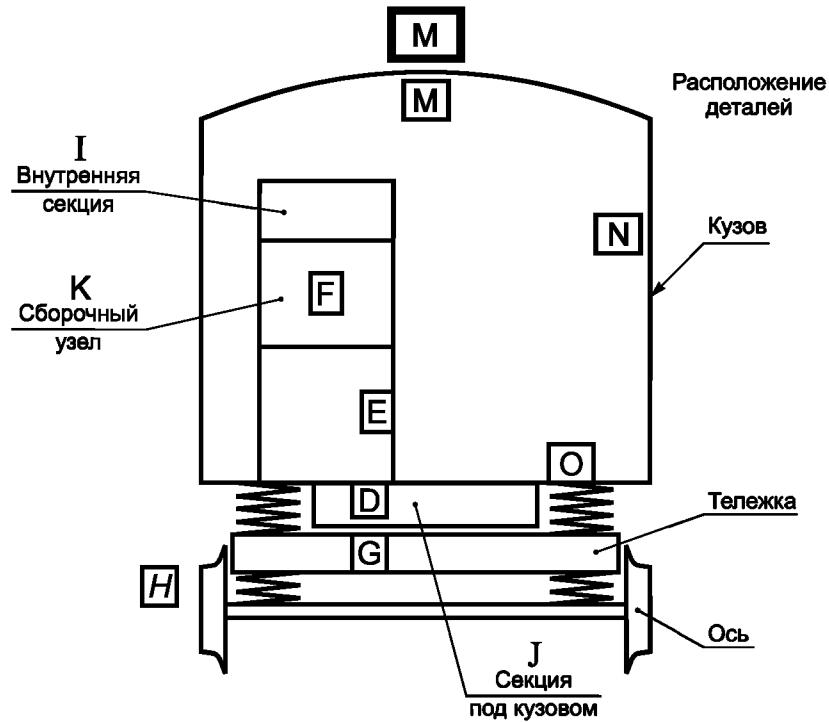 M
M
Расположение
деталей
I
Внутренняя
секция
N
Кузов
K
Сборочный
узел
F
E
O
D
Тележка
G
H
Ось
J
Секция
под кузовом